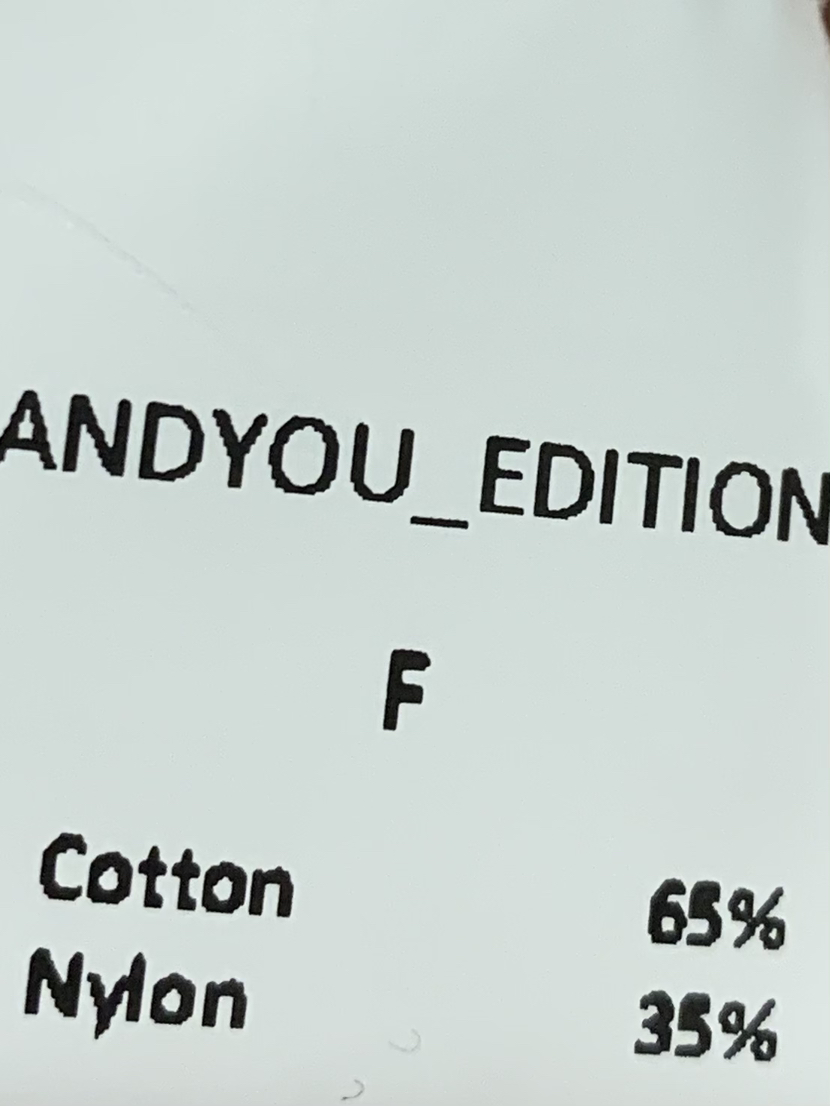 ANDYOU_EDITION
F
Cotton 65%
Nylon 35%